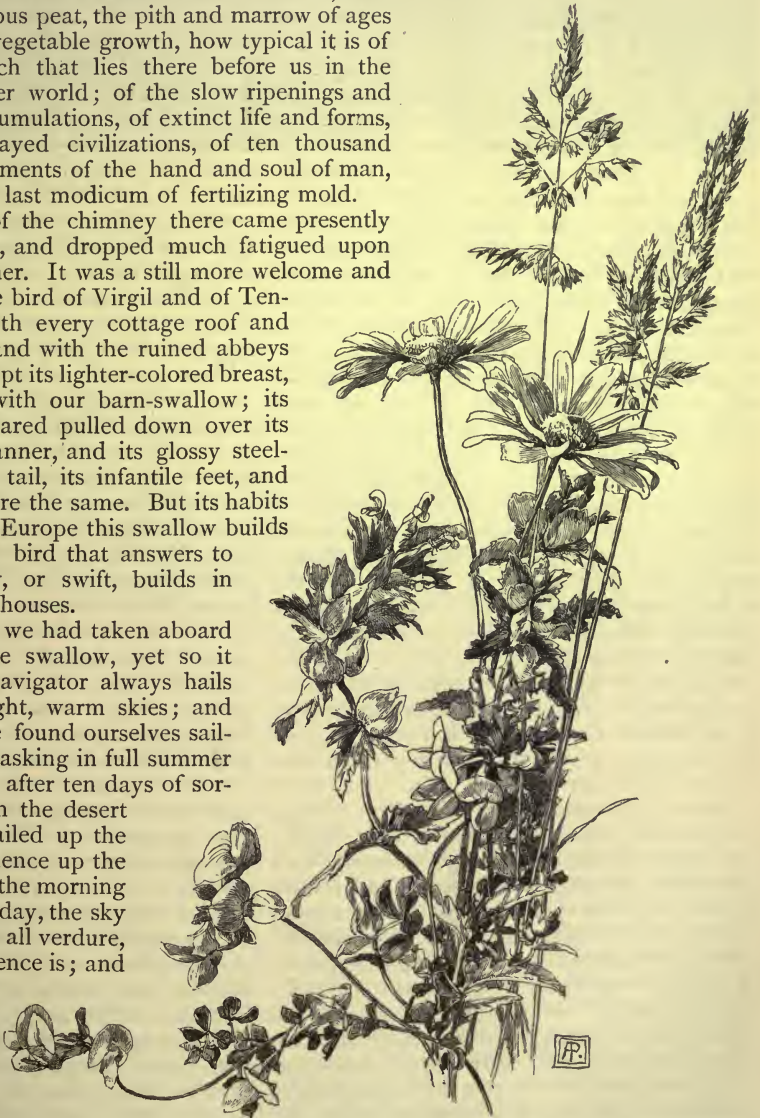 ous peat, the pith and marrow of ages
vegetable growth, how typical it is of
ch that lies there before us in the
er world; of the slow ripenings and
umulations, of extinct life and forms,
ayed civilizations, of ten thousand
ments of the hand and soul of man,
last modicum of fertilizing mold.
of the chimney there came presently
, and dropped much fatigued upon
ner. It was a still more welcome and
e bird of Virgil and of Ten-
th every cottage roof and
and with the ruined abbeys
pt its lighter-colored breast,
with our barn-swallow; its
ared pulled down over its
anner, and its glossy steel-
tail, its infantile feet, and
re the same. But its habits
Europe this swallow builds
bird that answers to
, or swift, builds in
houses.
we had taken aboard
e swallow, yet so it
avigator always hails
ght, warm skies; and
e found ourselves sail-
asking in full summer
after ten days of sor-
n the desert
ailed up the
ence up the
the morning
day, the sky
all verdure,
ence is; and
AP.